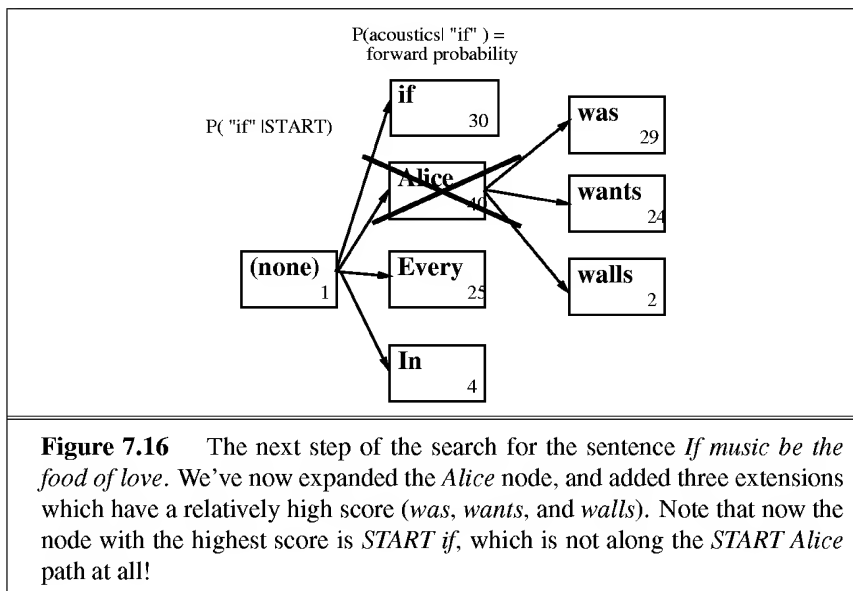 P(acoustics| "if" ) =
forward probability
if
30
P( "if" |START)
was
29
Alice
40
wants
24
(none)
1
Every
25
walls
2
In
4
Figure 7.16 The next step of the search for the sentence If music be the
food of love. We've now expanded the Alice node, and added three extensions
which have a relatively high score (was, wants, and walls). Note that now the
node with the highest score is START if, which is not along the START Alice
path at all!